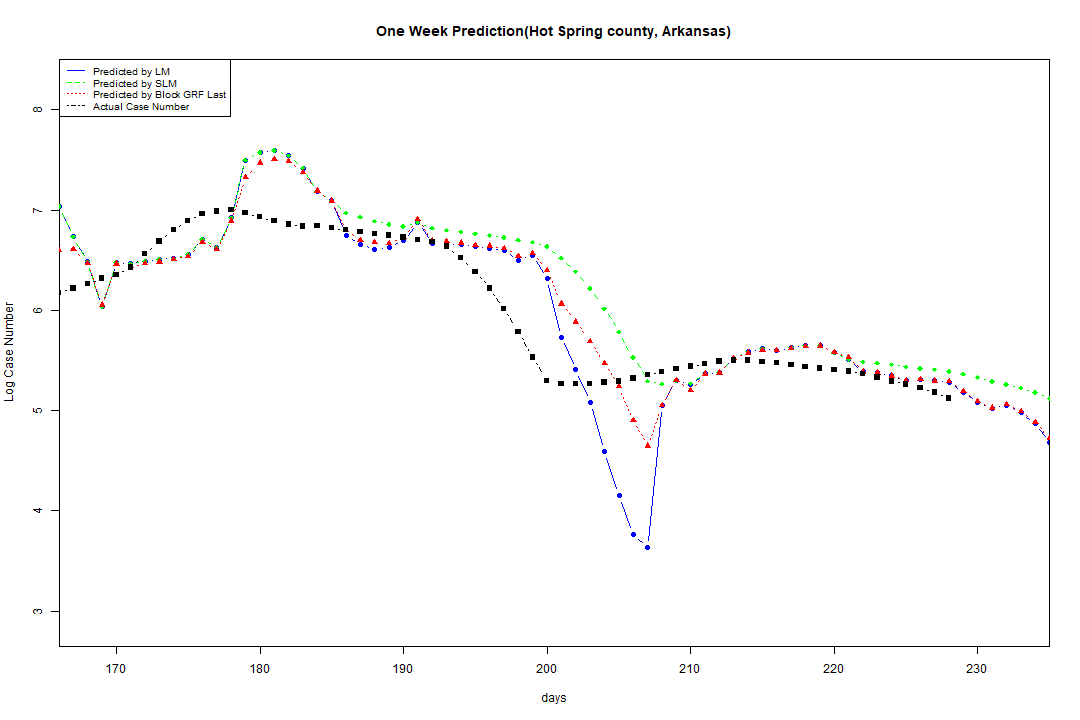 One Week Prediction(Hot Spring county, Arkansas)
Predicted by LM
Predicted by SLM
Predicted by Block GRF Last
Actual Case Number
8
7
6
5
4
3
Log Case Number
170 180 190 200 210 220 230
days